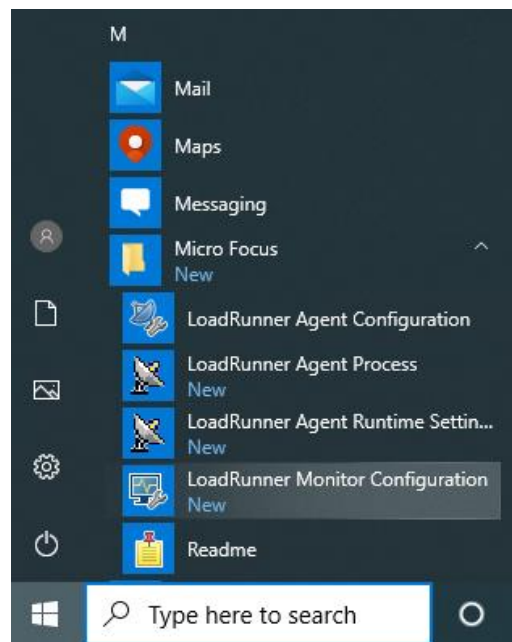 M
Mail
Maps
Messaging
Micro Focus
New
LoadRunner Agent Configuration
LoadRunner Agent Process
New
LoadRunner Agent Runtime Settin...
New
LoadRunner Monitor Configuration
New
Readme
Type here to search